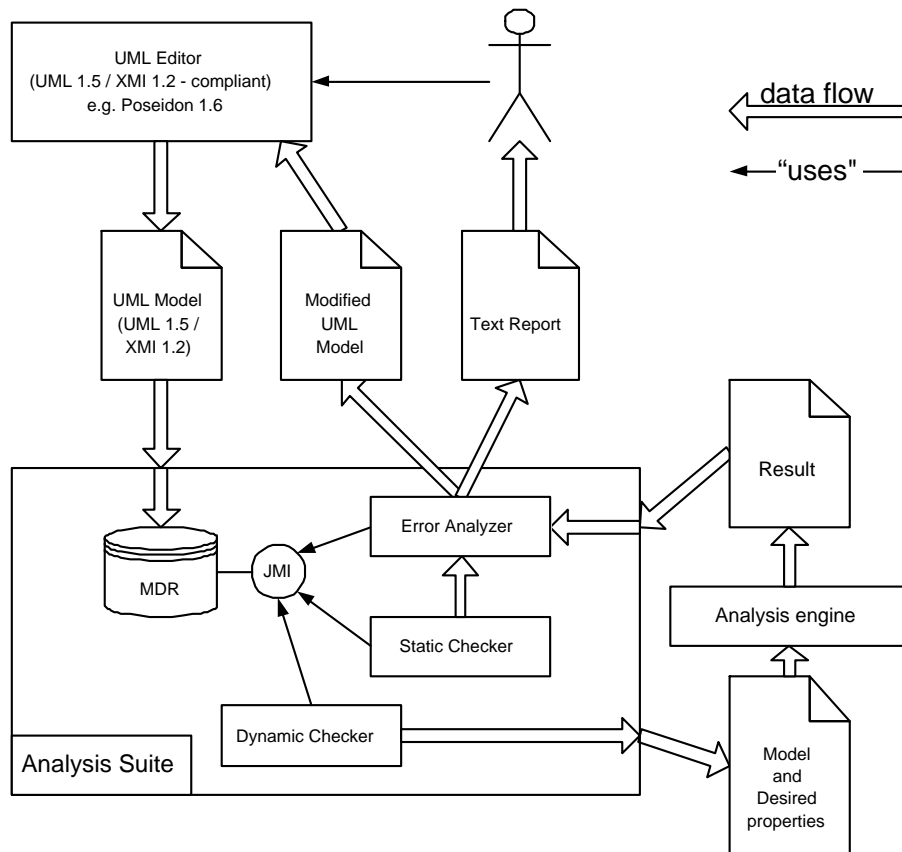 UML Editor
(UML 1.5 / XMI 1.2 - compliant)
e.g. Poseidon 1.6
data flow
“uses"
UML Model
(UML 1.5 /
XMI 1.2)
Modified
UML
Model
Text Report
Result
Error Analyzer
MDR
JMI
Static Checker
Analysis engine
Dynamic Checker
Analysis Suite
Model
and
Desired
properties